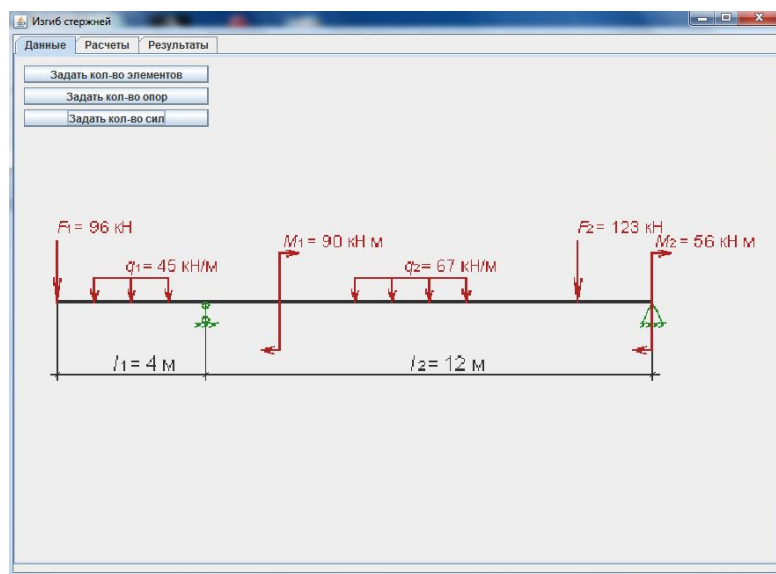 Изгиб стержней
Данные Расчеты Результаты
Задать кол-во элементов
Задать кол-во опор
Задать кол-во сил
F1= 96 кН
q1= 45 кН/м
M1= 90 кН м
q2= 67 кН/м
F2= 123 кН
M2= 56 кН м
l1= 4 м
l2= 12 м